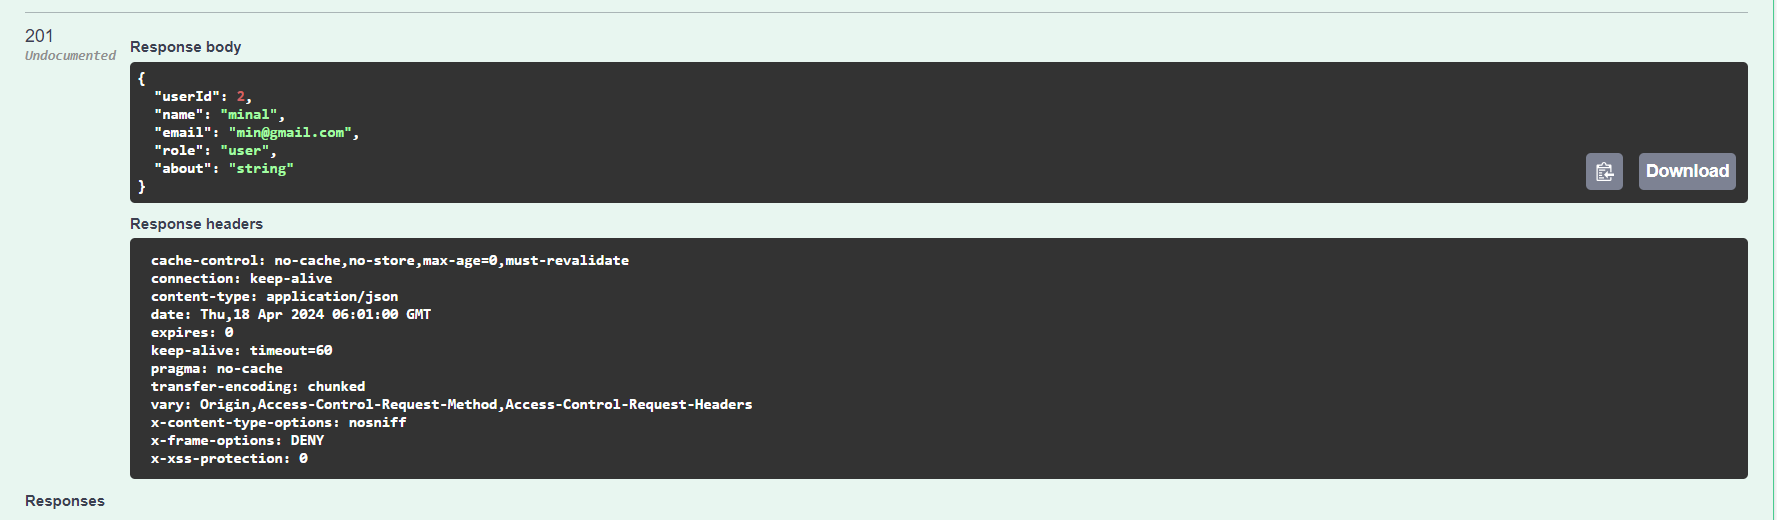 201
Undocumented
Response body
{
  "userId": 2,
  "name": "minal",
  "email": "min@gmail.com",
  "role": "user",
  "about": "string"
}
Download
Response headers
cache-control: no-cache,no-store,max-age=0,must-revalidate
connection: keep-alive
content-type: application/json
date: Thu,18 Apr 2024 06:01:00 GMT
expires: 0
keep-alive: timeout=60
pragma: no-cache
transfer-encoding: chunked
vary: Origin,Access-Control-Request-Method,Access-Control-Request-Headers
x-content-type-options: nosniff
x-frame-options: DENY
x-xss-protection: 0
Responses